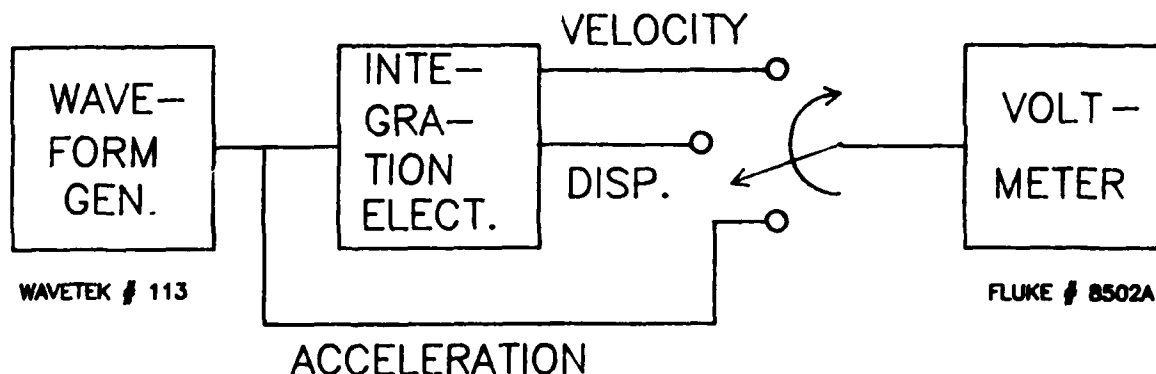 WAVE-
FORM
GEN.
WAVETEK # 113
INTE-
GRA-
TION
ELECT.
VELOCITY
DISP.
ACCELERATION
VOLT-
METER
FLUKE # 8502A